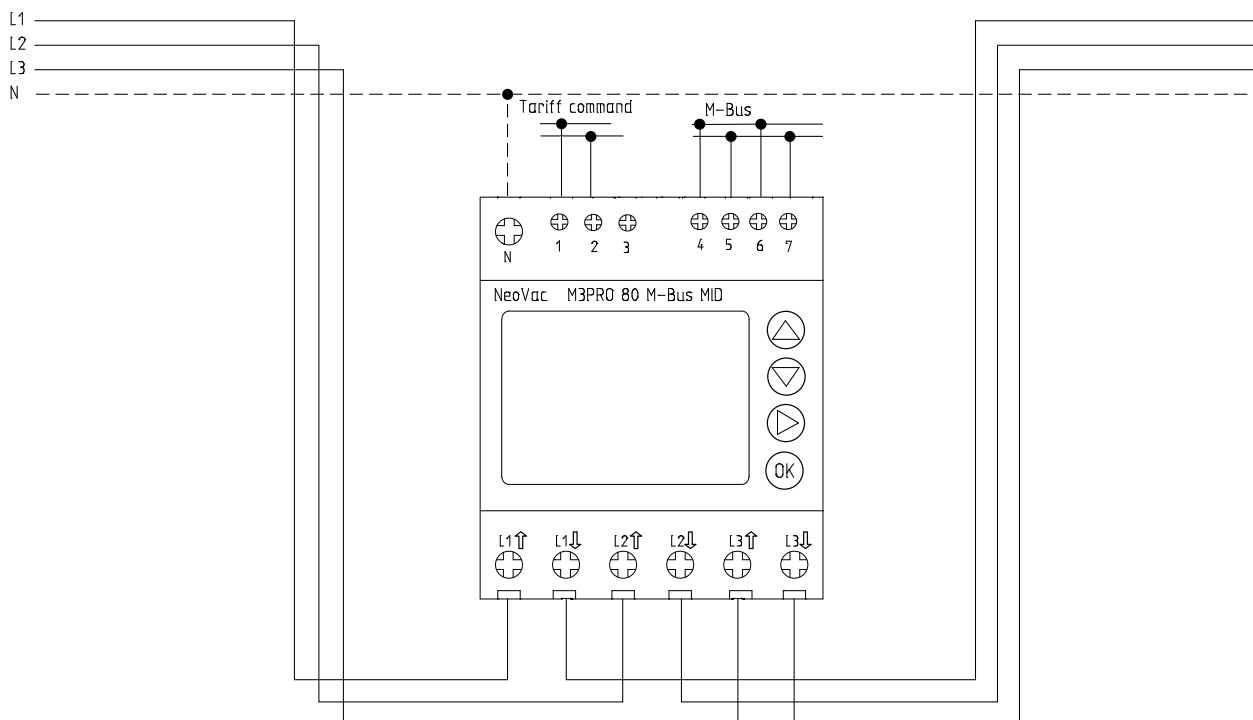 L1
L2
L3
N
Tariff command M-Bus
N 1 2 3 4 5 6 7
NeoVac M3PRO 80 M-Bus MID
OK
L1⇧ L1⇩ L2⇧ L2⇩ L3⇧ L3⇩